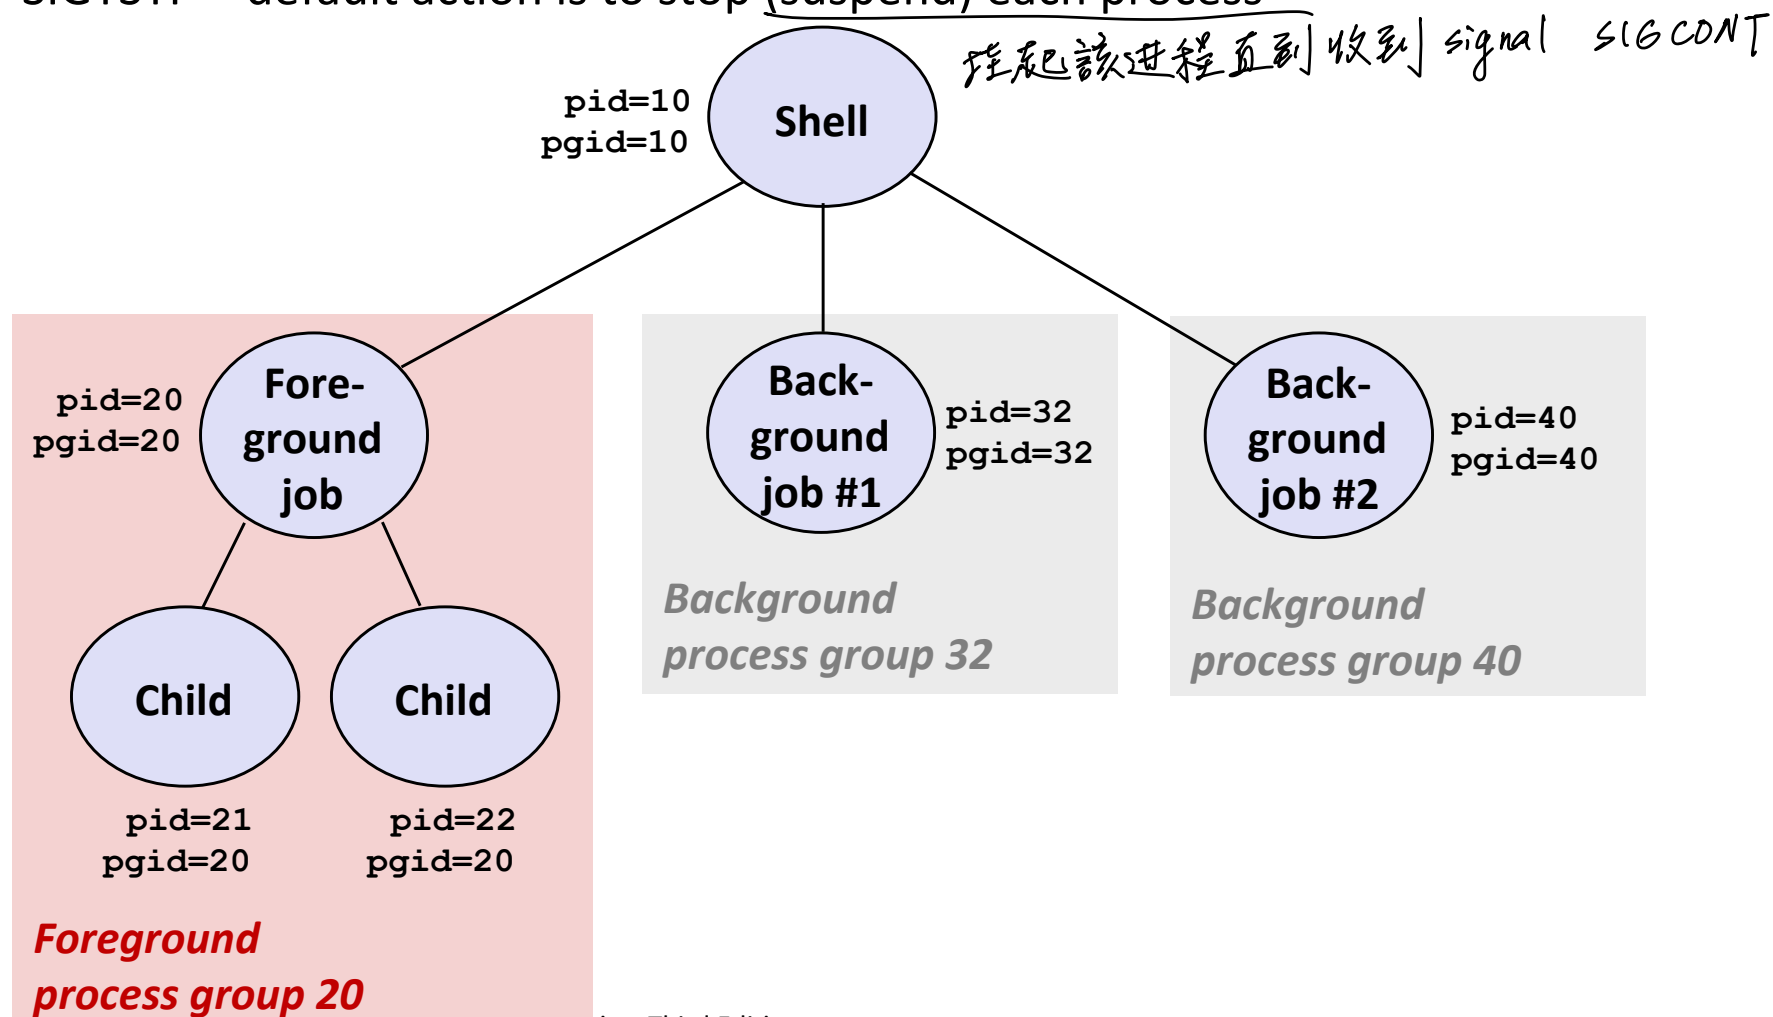 SIGTSTP – default action is to stop (suspend) each process
挂起該进程直到收到 signal SIGCONT
pid=10
pgid=10
Shell
pid=20
pgid=20
Fore-
ground
job
Back-
ground
job #1
pid=32
pgid=32
Back-
ground
job #2
pid=40
pgid=40
Background
process group 32
Background
process group 40
Child
Child
pid=21
pgid=20
pid=22
pgid=20
Foreground
process group 20